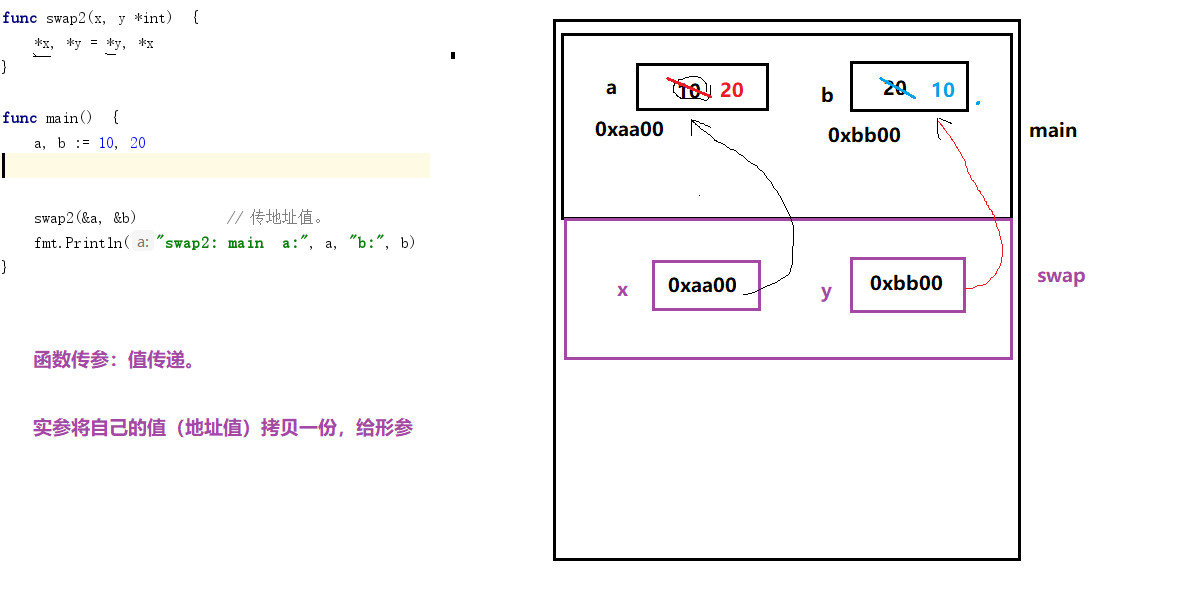 func swap2(x, y *int)  {
    *x, *y = *y, *x
}
func main()  {
    a, b := 10, 20
    swap2(&a, &b)            // 传地址值。
    fmt.Println( a: "swap2: main  a:", a, "b:", b)
}
函数传参：值传递。
实参将自己的值（地址值）拷贝一份，给形参
a 10 20 b 20 10
0xaa00 0xbb00 main
x 0xaa00 y 0xbb00 swap